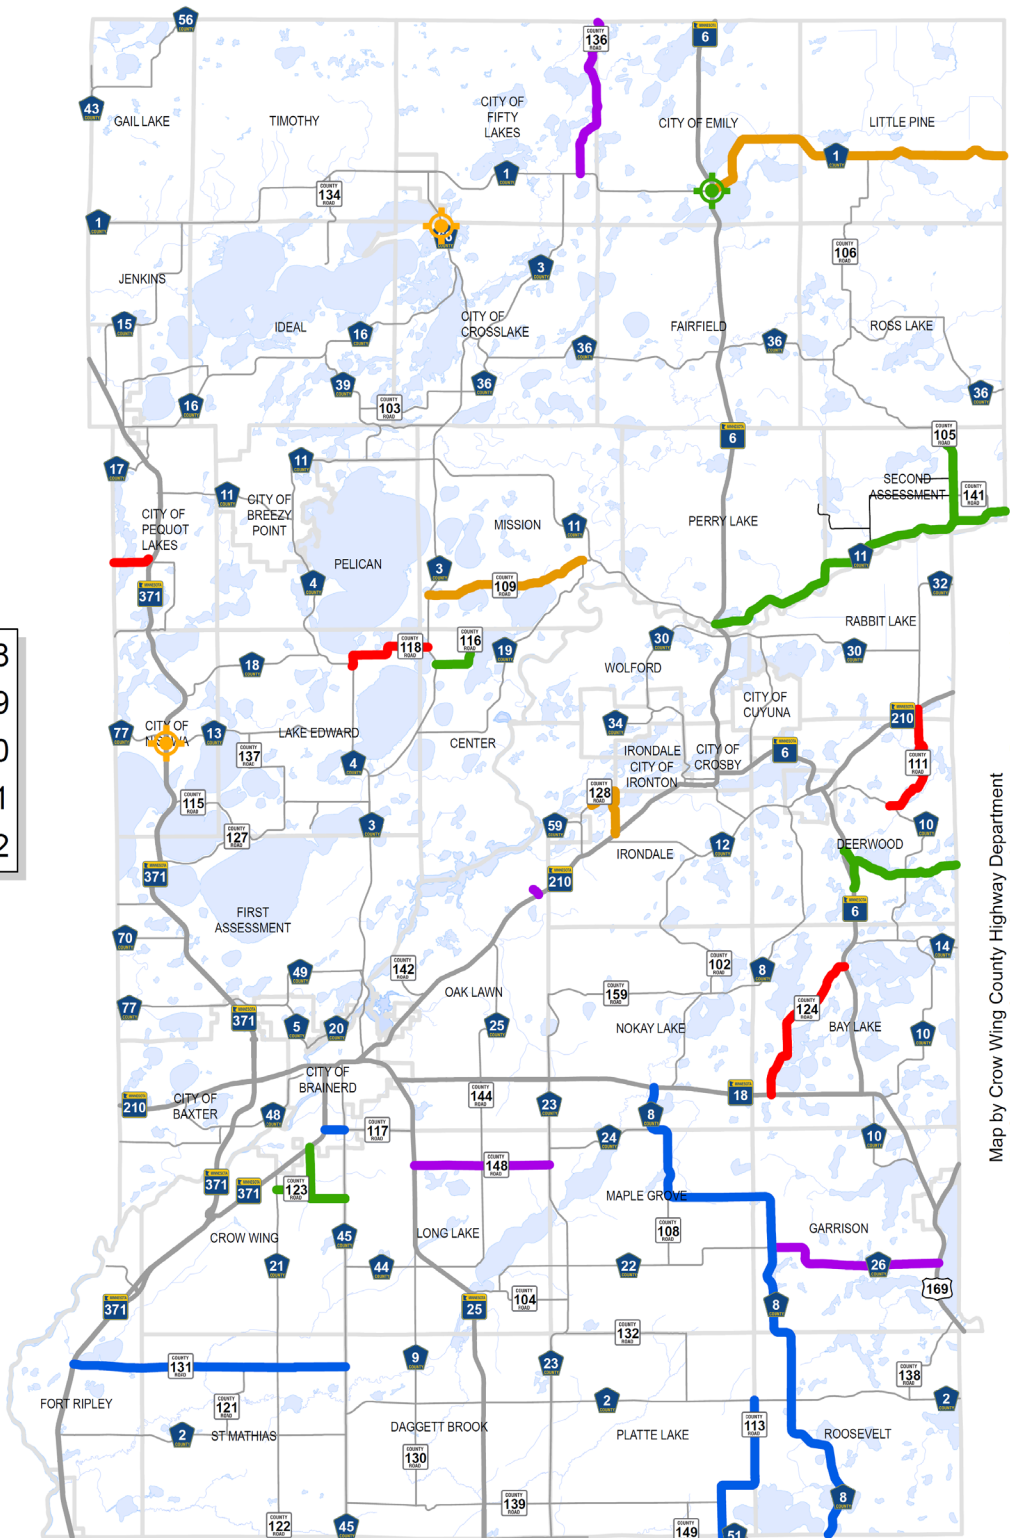 56
COUNTY
136
ROAD
6
43
GAIL LAKE
TIMOTHY
CITY OF
FIFTY
LAKES
CITY OF EMILY
LITTLE PINE
1
1
COUNTY
134
ROAD
1
COUNTY
106
ROAD
3
JENKINS
15
IDEAL
16
CITY OF
CROSSLAKE
FAIRFIELD
ROSS LAKE
36
36
39
36
36
16
COUNTY
103
ROAD
6
COUNTY
105
ROAD
17
11
11
CITY OF
BREEZY
POINT
SECOND
ASSESSMENT
COUNTY
141
ROAD
CITY OF
PEQUOT
LAKES
MISSION
11
PERRY LAKE
11
PELICAN
3
4
COUNTY
109
ROAD
32
371
RABBIT LAKE
8
9
0
1
2
18
COUNTY
118
ROAD
COUNTY
116
ROAD
19
30
30
WOLFORD
CITY OF
CUYUNA
210
77
CITY OF
13
LAKE EDWARD
CENTER
34
COUNTY
137
ROAD
4
IRONDALE
CITY OF
IRONTON
CITY OF
CROSBY
6
COUNTY
111
ROAD
COUNTY
115
ROAD
COUNTY
128
ROAD
COUNTY
127
ROAD
3
59
10
12
DEERWOOD
IRONDALE
371
210
6
FIRST
ASSESSMENT
70
14
49
COUNTY
142
ROAD
COUNTY
102
ROAD
8
OAK LAWN
COUNTY
159
ROAD
COUNTY
124
ROAD
77
371
5
20
25
NOKAY LAKE
BAY LAKE
10
CITY OF
BRAINERD
210
CITY OF
BAXTER
48
COUNTY
144
ROAD
23
18
8
COUNTY
117
ROAD
24
10
COUNTY
148
ROAD
371
371
COUNTY
123
ROAD
MAPLE GROVE
CROW WING
45
LONG LAKE
COUNTY
108
ROAD
GARRISON
21
44
22
26
169
371
25
COUNTY
104
ROAD
8
COUNTY
132
ROAD
COUNTY
131
ROAD
9
23
COUNTY
138
ROAD
FORT RIPLEY
COUNTY
121
ROAD
2
2
2
ST MATHIAS
DAGGETT BROOK
PLATTE LAKE
COUNTY
113
ROAD
ROOSEVELT
COUNTY
130
ROAD
8
COUNTY
139
ROAD
COUNTY
122
ROAD
45
COUNTY
149
51
Map by Crow Wing County Highway Department